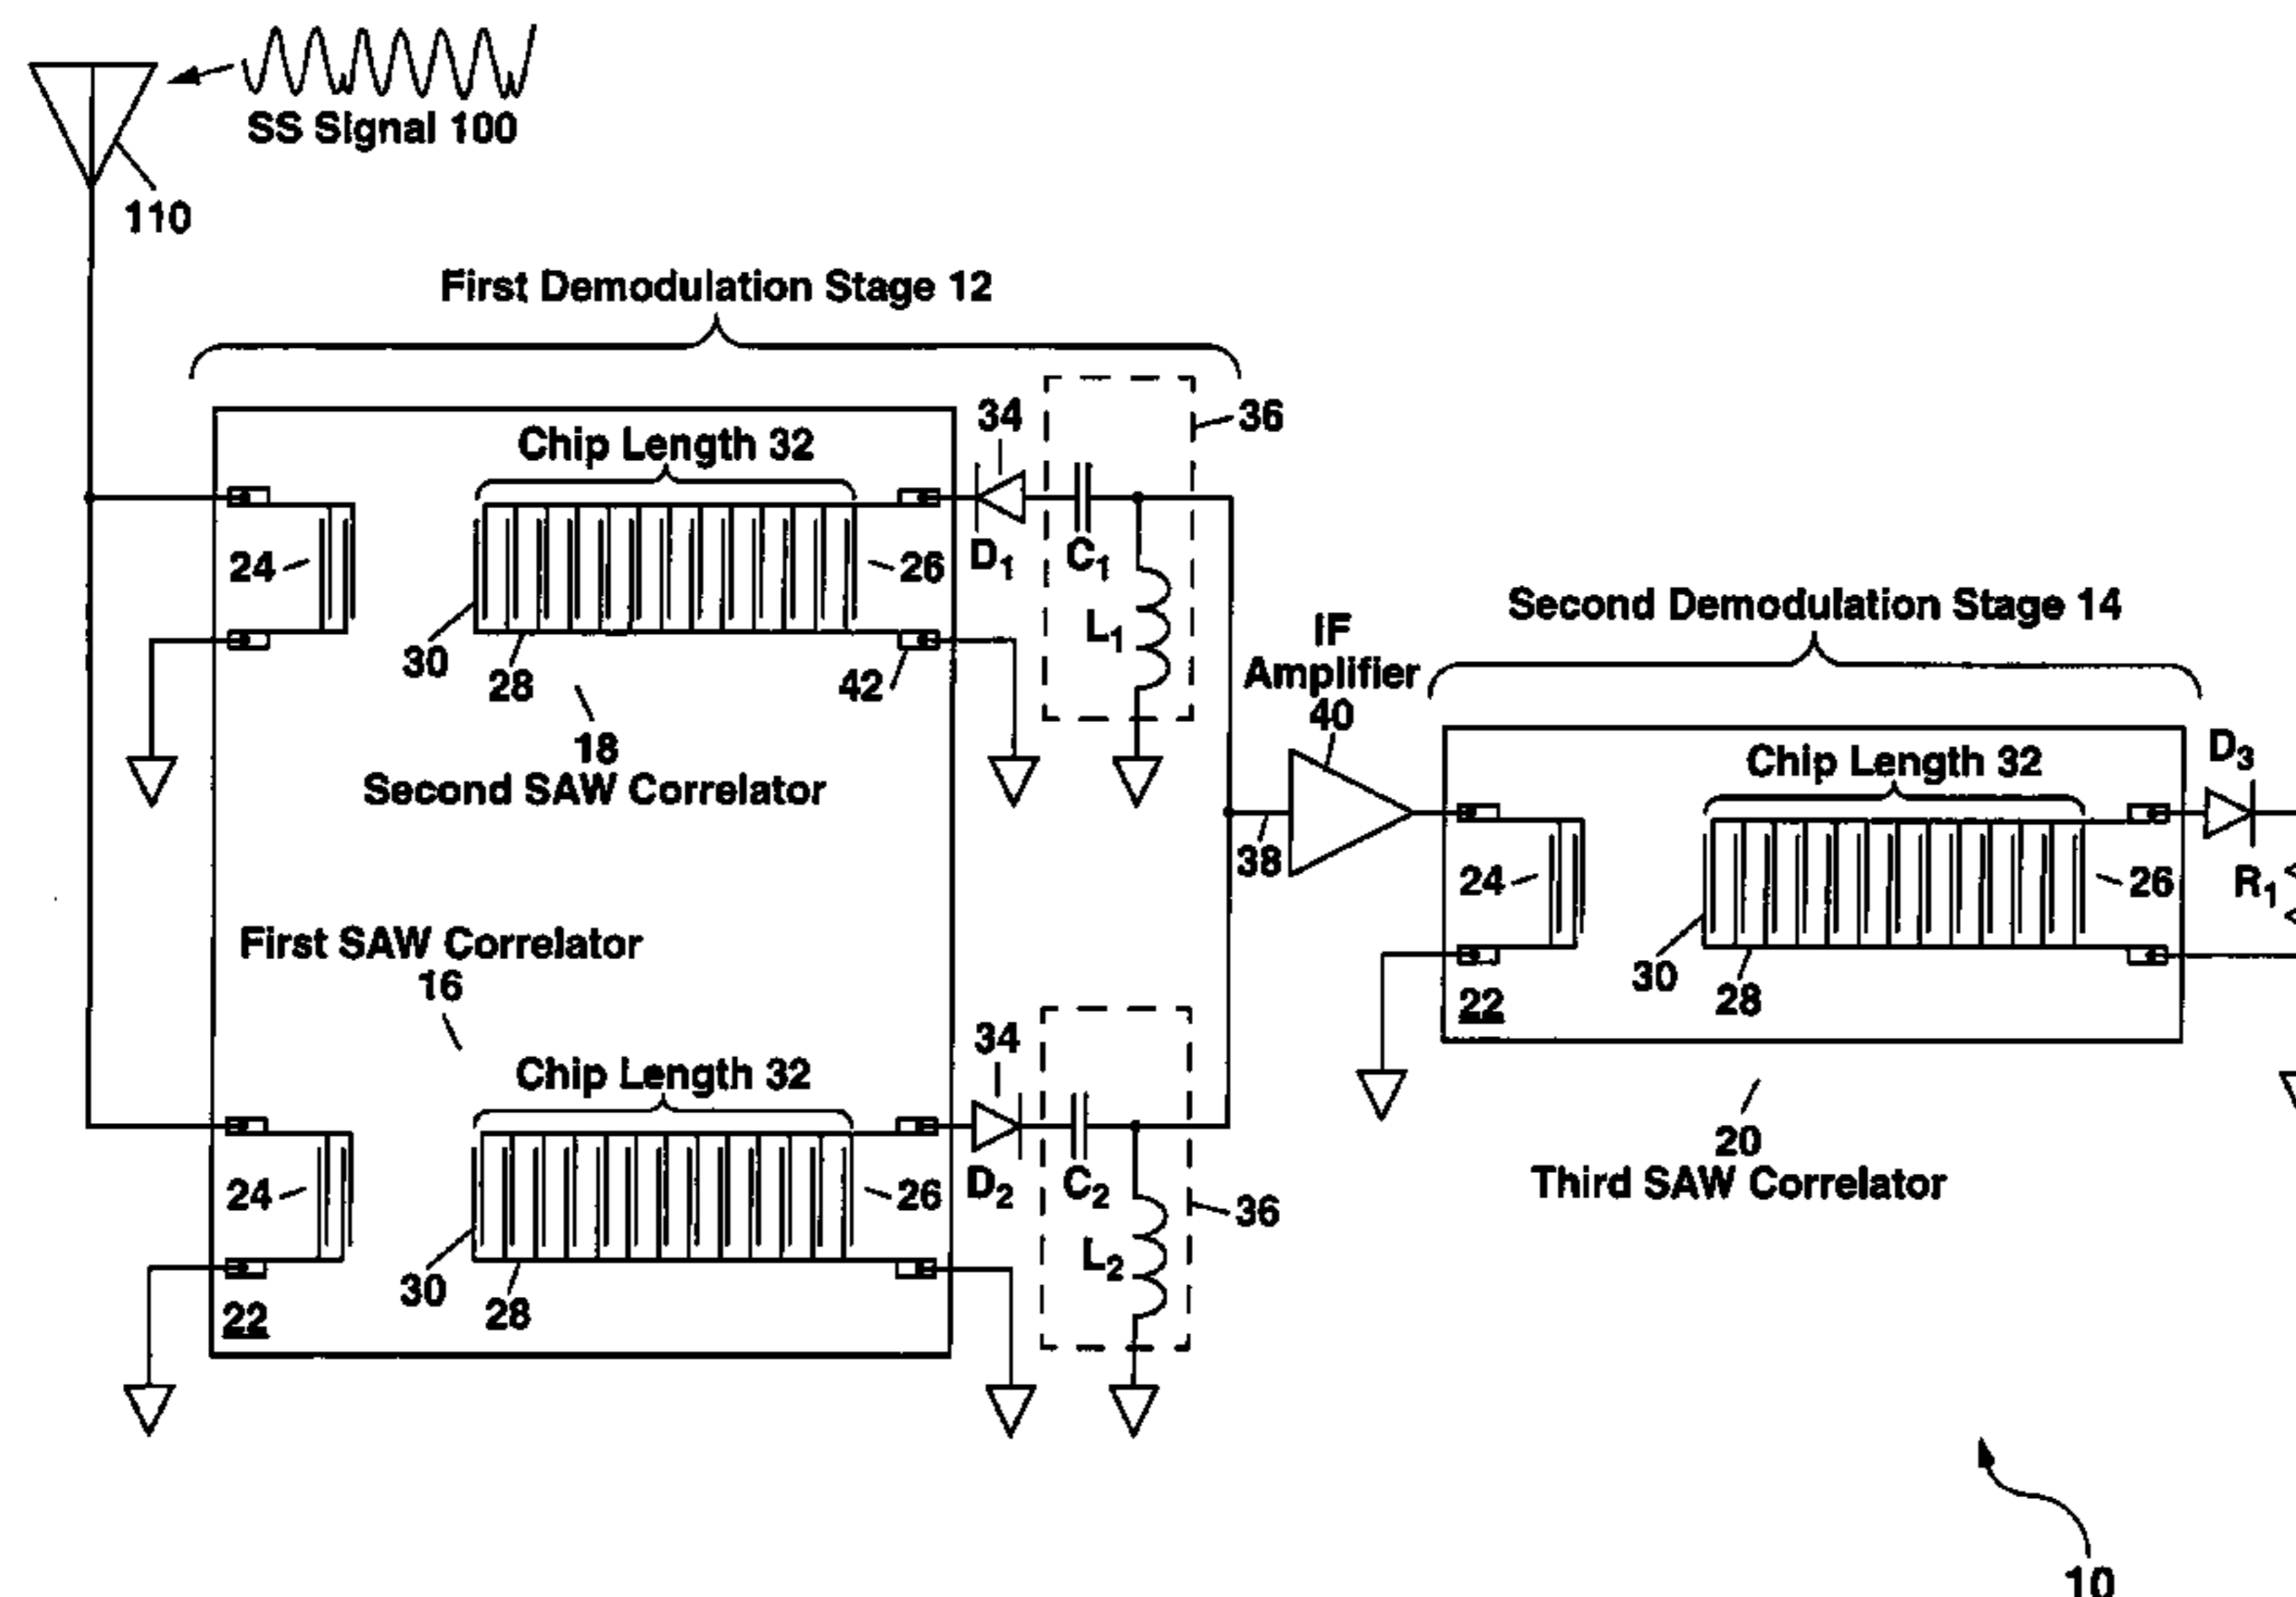 SS Signal 100
110
First Demodulation Stage 12
34
36
Chip Length 32
24
26
D1
C1
L1
30
28
42
18
Second SAW Correlator
IF
Amplifier
40
38
Second Demodulation Stage 14
Chip Length 32
D3
24
26
R1
30
28
22
20
Third SAW Correlator
First SAW Correlator
16
34
Chip Length 32
24
26
D2
C2
36
L2
30
28
22
10